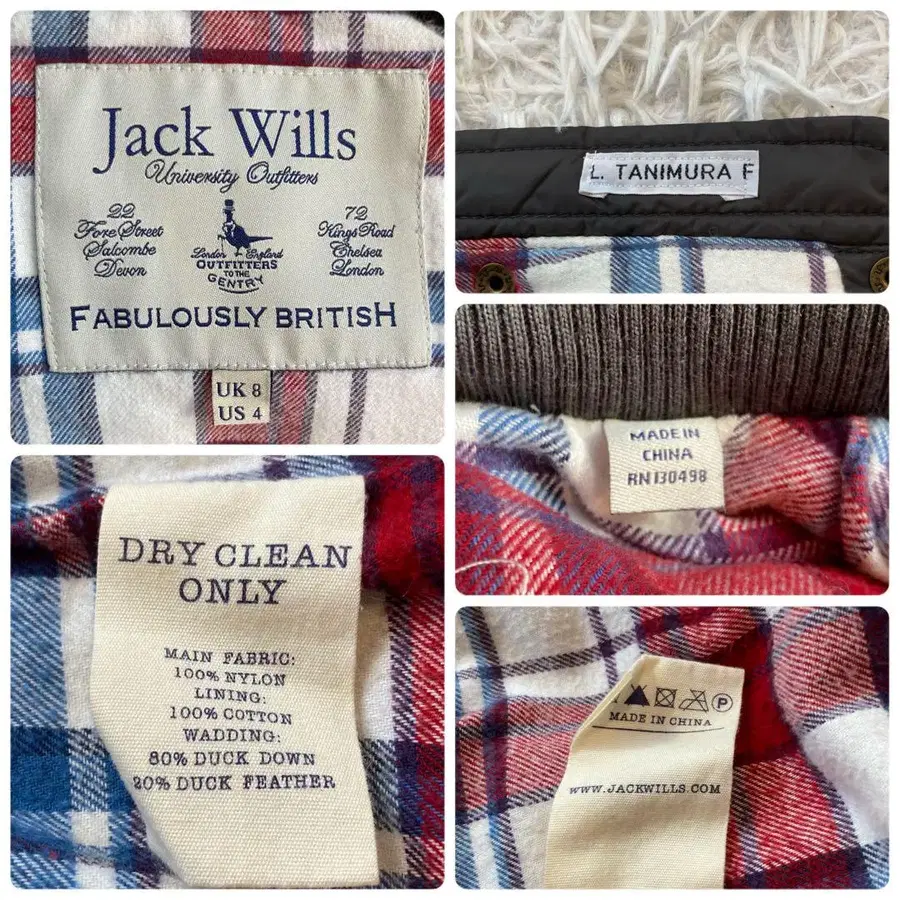 Jack Wills
University Outfitters
22
Fore Street
Salcombe
Devon
London England
OUTFITTERS
TO THE
GENTRY
72
Kings Road
Chelsea
London
FABULOUSLY BRITISH
UK 8
US 4
L. TANIMURA F
MADE IN
CHINA
RN 130498
DRY CLEAN
ONLY
MAIN FABRIC:
100% NYLON
LINING:
100% COTTON
WADDING:
80% DUCK DOWN
20% DUCK FEATHER
P
MADE IN CHINA
WWW.JACKWILLS.COM